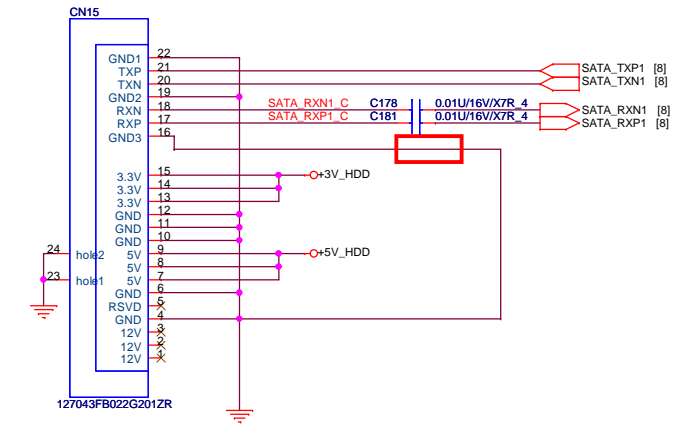 CN15
GND1 22
TXP 21 SATA_TXP1 [8]
TXN 20 SATA_TXN1 [8]
GND2 19
RXN 18 SATA_RXN1_C C178 0.01U/16V/X7R_4 SATA_RXN1 [8]
RXP 17 SATA_RXP1_C C181 0.01U/16V/X7R_4 SATA_RXP1 [8]
GND3 16
3.3V 15 +3V_HDD
3.3V 14
3.3V 13
GND 12
GND 11
GND 10
24 hole2 5V 9 +5V_HDD
5V 8
23 hole1 5V 7
GND 6
RSVD 5
GND 4
12V 3
12V 2
12V 1
127043FB022G201ZR